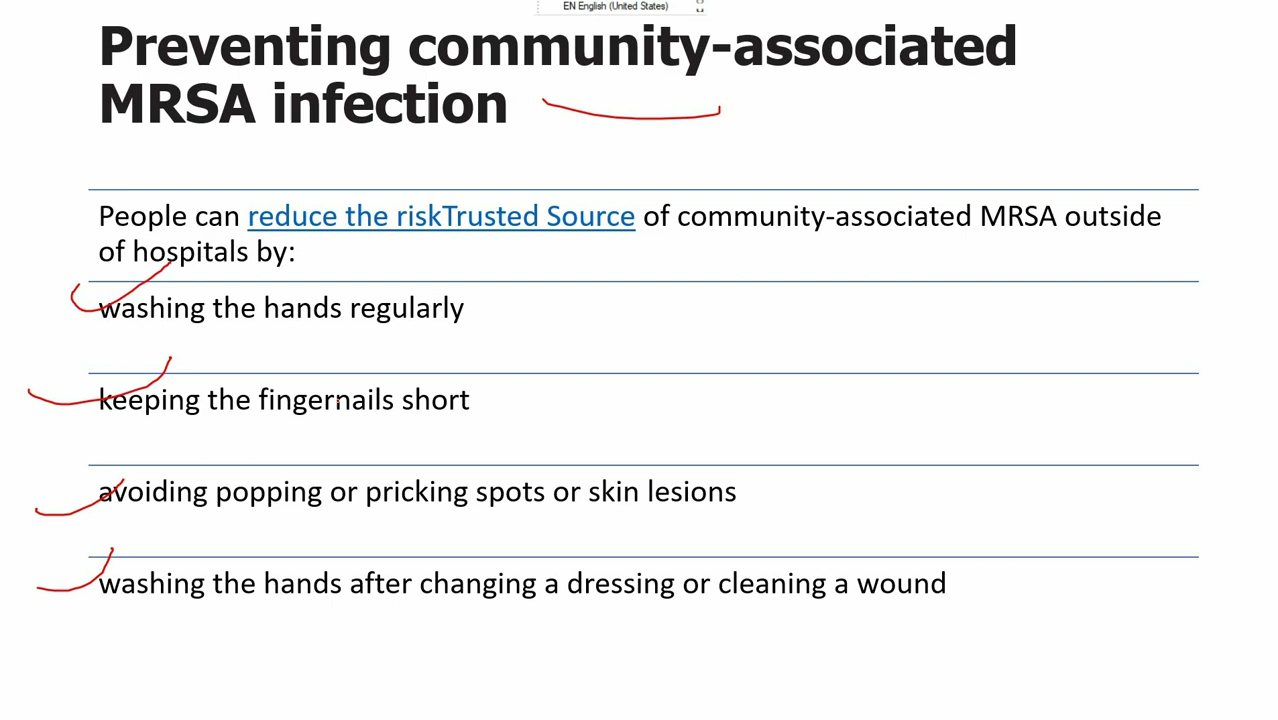 EN English (United States)
Preventing community-associated
MRSA infection
People can reduce the riskTrusted Source of community-associated MRSA outside
of hospitals by:
washing the hands regularly
keeping the fingernails short
avoiding popping or pricking spots or skin lesions
washing the hands after changing a dressing or cleaning a wound